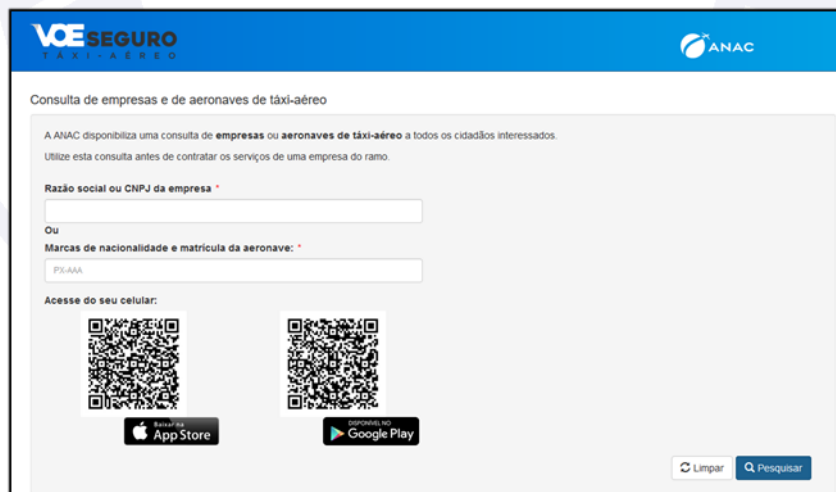 VOE SEGURO
TÁXI-AÉREO
ANAC
Consulta de empresas e de aeronaves de táxi-aéreo
A ANAC disponibiliza uma consulta de empresas ou aeronaves de táxi-aéreo a todos os cidadãos interessados.
Utilize esta consulta antes de contratar os serviços de uma empresa do ramo.
Razão social ou CNPJ da empresa *
Ou
Marcas de nacionalidade e matrícula da aeronave: *
PX-AAA
Acesse do seu celular:
Baixar na
App Store
DISPONÍVEL NO
Google Play
Limpar
Pesquisar